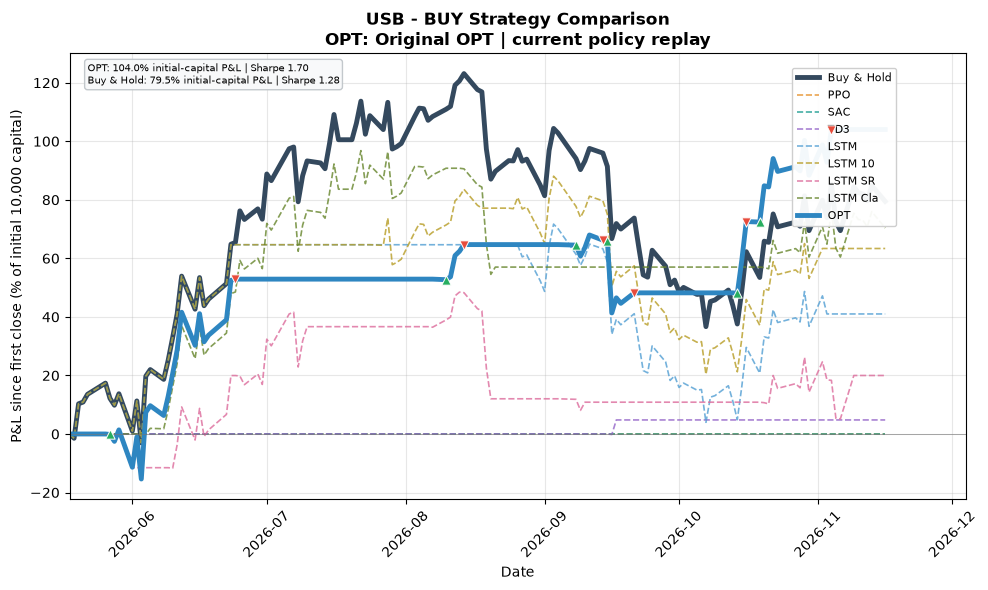 USB - BUY Strategy Comparison
OPT: Original OPT | current policy replay
OPT: 104.0% initial-capital P&L | Sharpe 1.70
Buy & Hold: 79.5% initial-capital P&L | Sharpe 1.28
Buy & Hold
PPO
SAC
D3
LSTM
LSTM 10
LSTM SR
LSTM Cla
OPT
P&L since first close (% of initial 10,000 capital)
120
100
80
60
40
20
0
−20
2026-06
2026-07
2026-08
2026-09
2026-10
2026-11
2026-12
Date